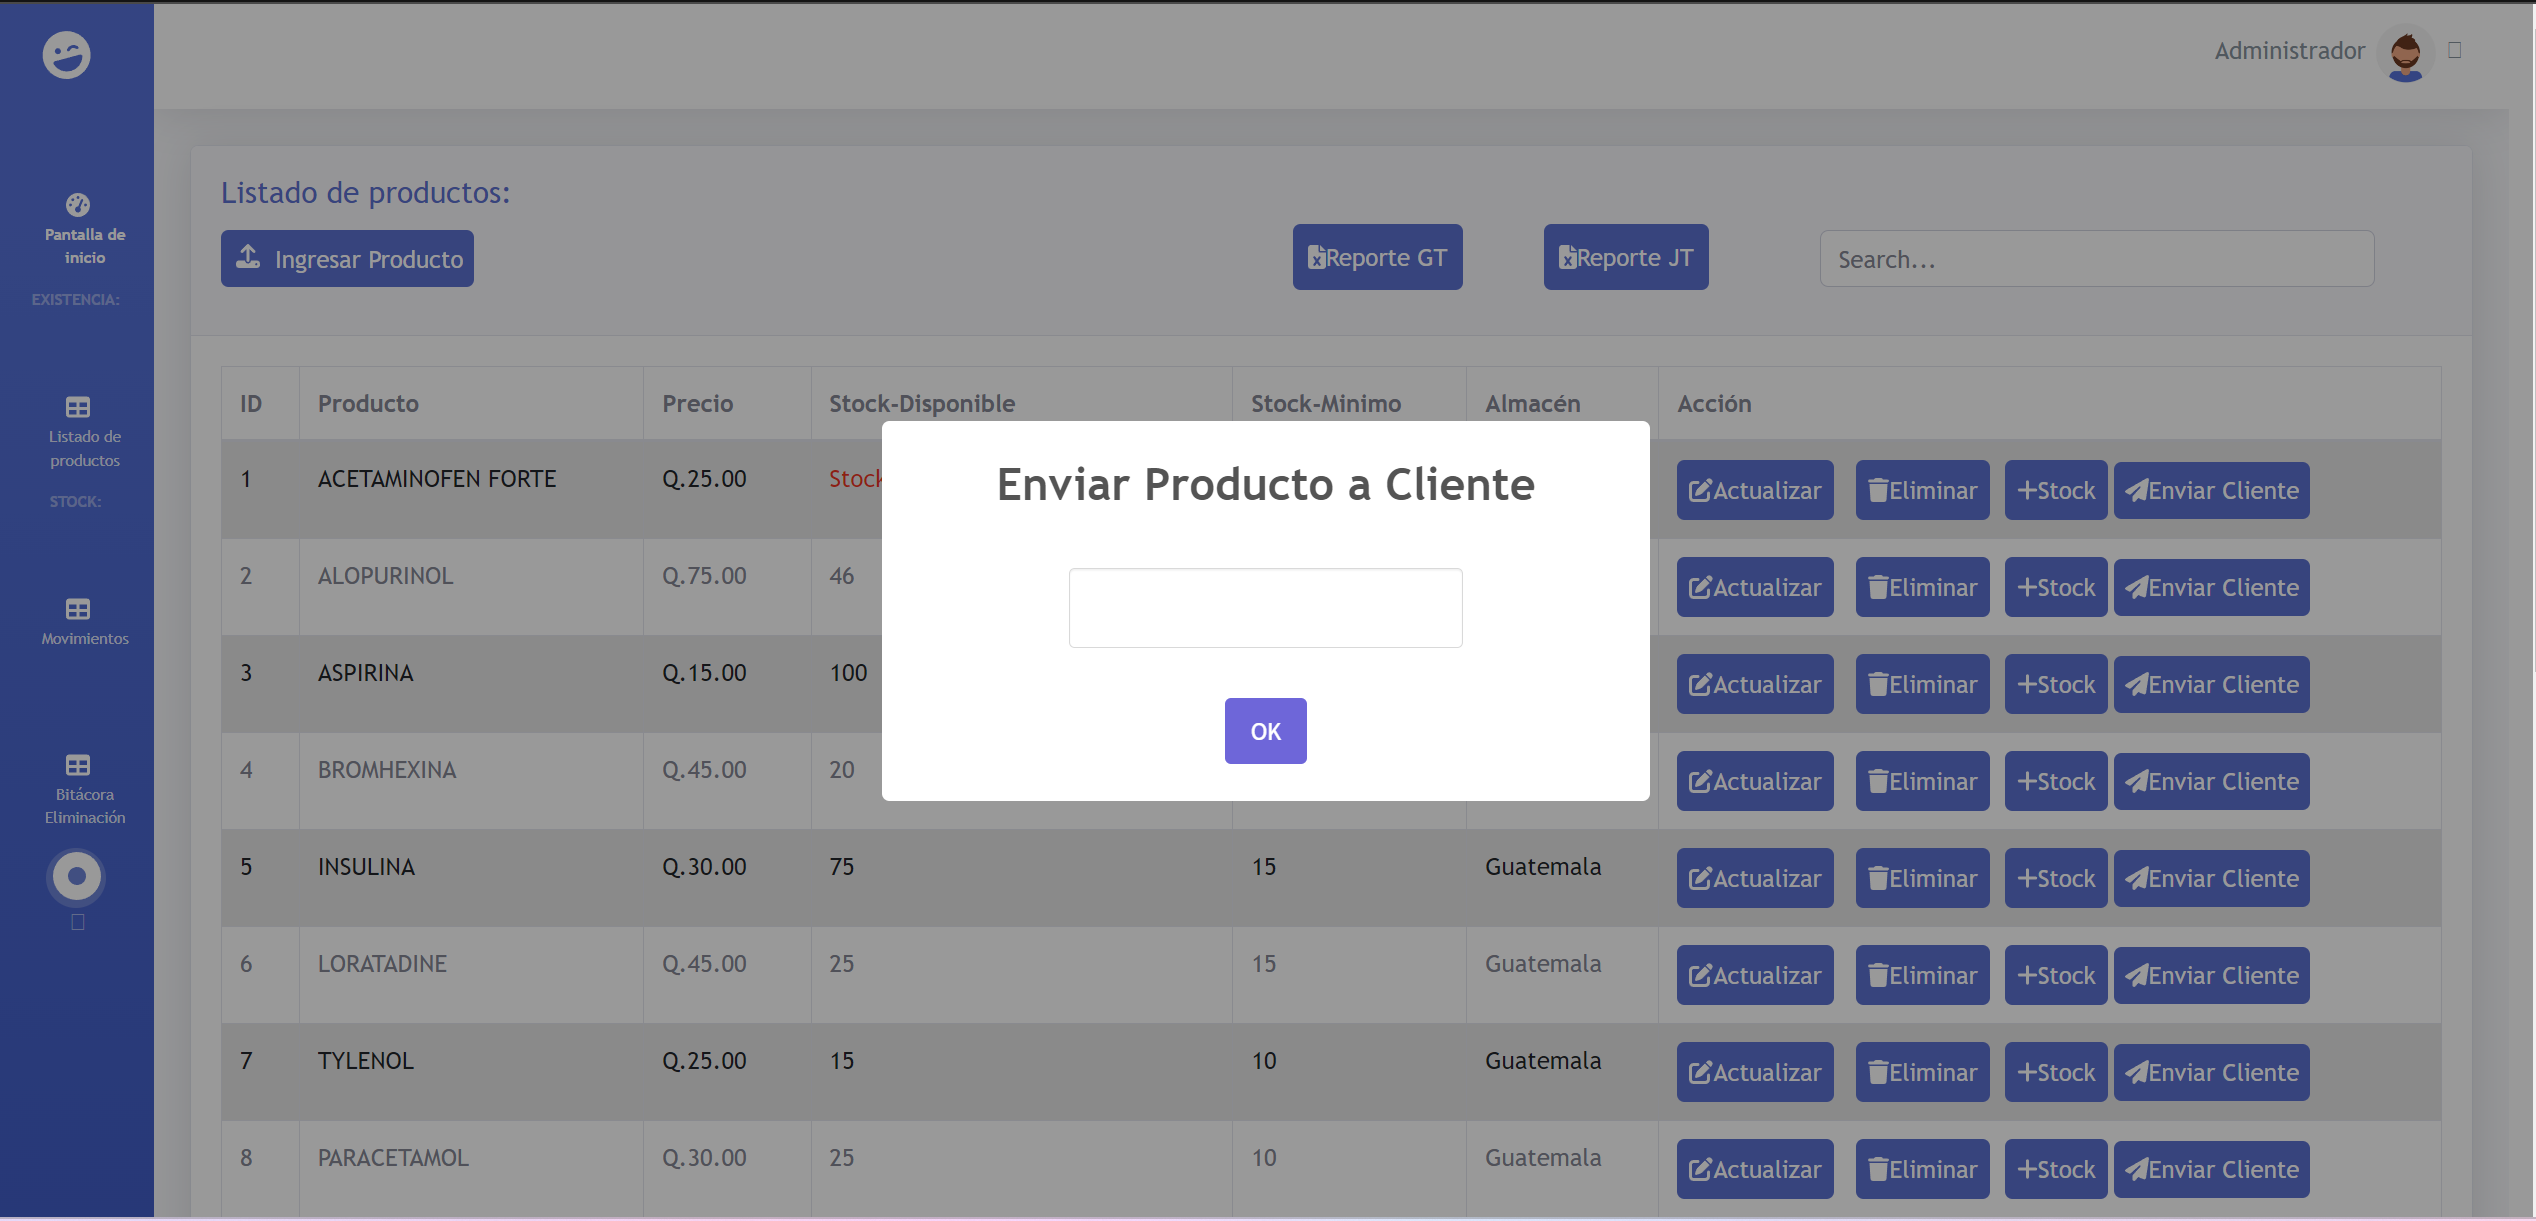 Administrador
Pantalla de
inicio
EXISTENCIA:
Listado de
productos
STOCK:
Movimientos
Bitácora
Eliminación
Listado de productos:
Ingresar Producto
Reporte GT
Reporte JT
Search...
ID Producto Precio Stock-Disponible Stock-Minimo Almacén Acción
1 ACETAMINOFEN FORTE Q.25.00 Stock Actualizar Eliminar +Stock Enviar Cliente
2 ALOPURINOL Q.75.00 46 Actualizar Eliminar +Stock Enviar Cliente
3 ASPIRINA Q.15.00 100 Actualizar Eliminar +Stock Enviar Cliente
4 BROMHEXINA Q.45.00 20 Actualizar Eliminar +Stock Enviar Cliente
5 INSULINA Q.30.00 75 15 Guatemala Actualizar Eliminar +Stock Enviar Cliente
6 LORATADINE Q.45.00 25 15 Guatemala Actualizar Eliminar +Stock Enviar Cliente
7 TYLENOL Q.25.00 15 10 Guatemala Actualizar Eliminar +Stock Enviar Cliente
8 PARACETAMOL Q.30.00 25 10 Guatemala Actualizar Eliminar +Stock Enviar Cliente
Enviar Producto a Cliente
OK